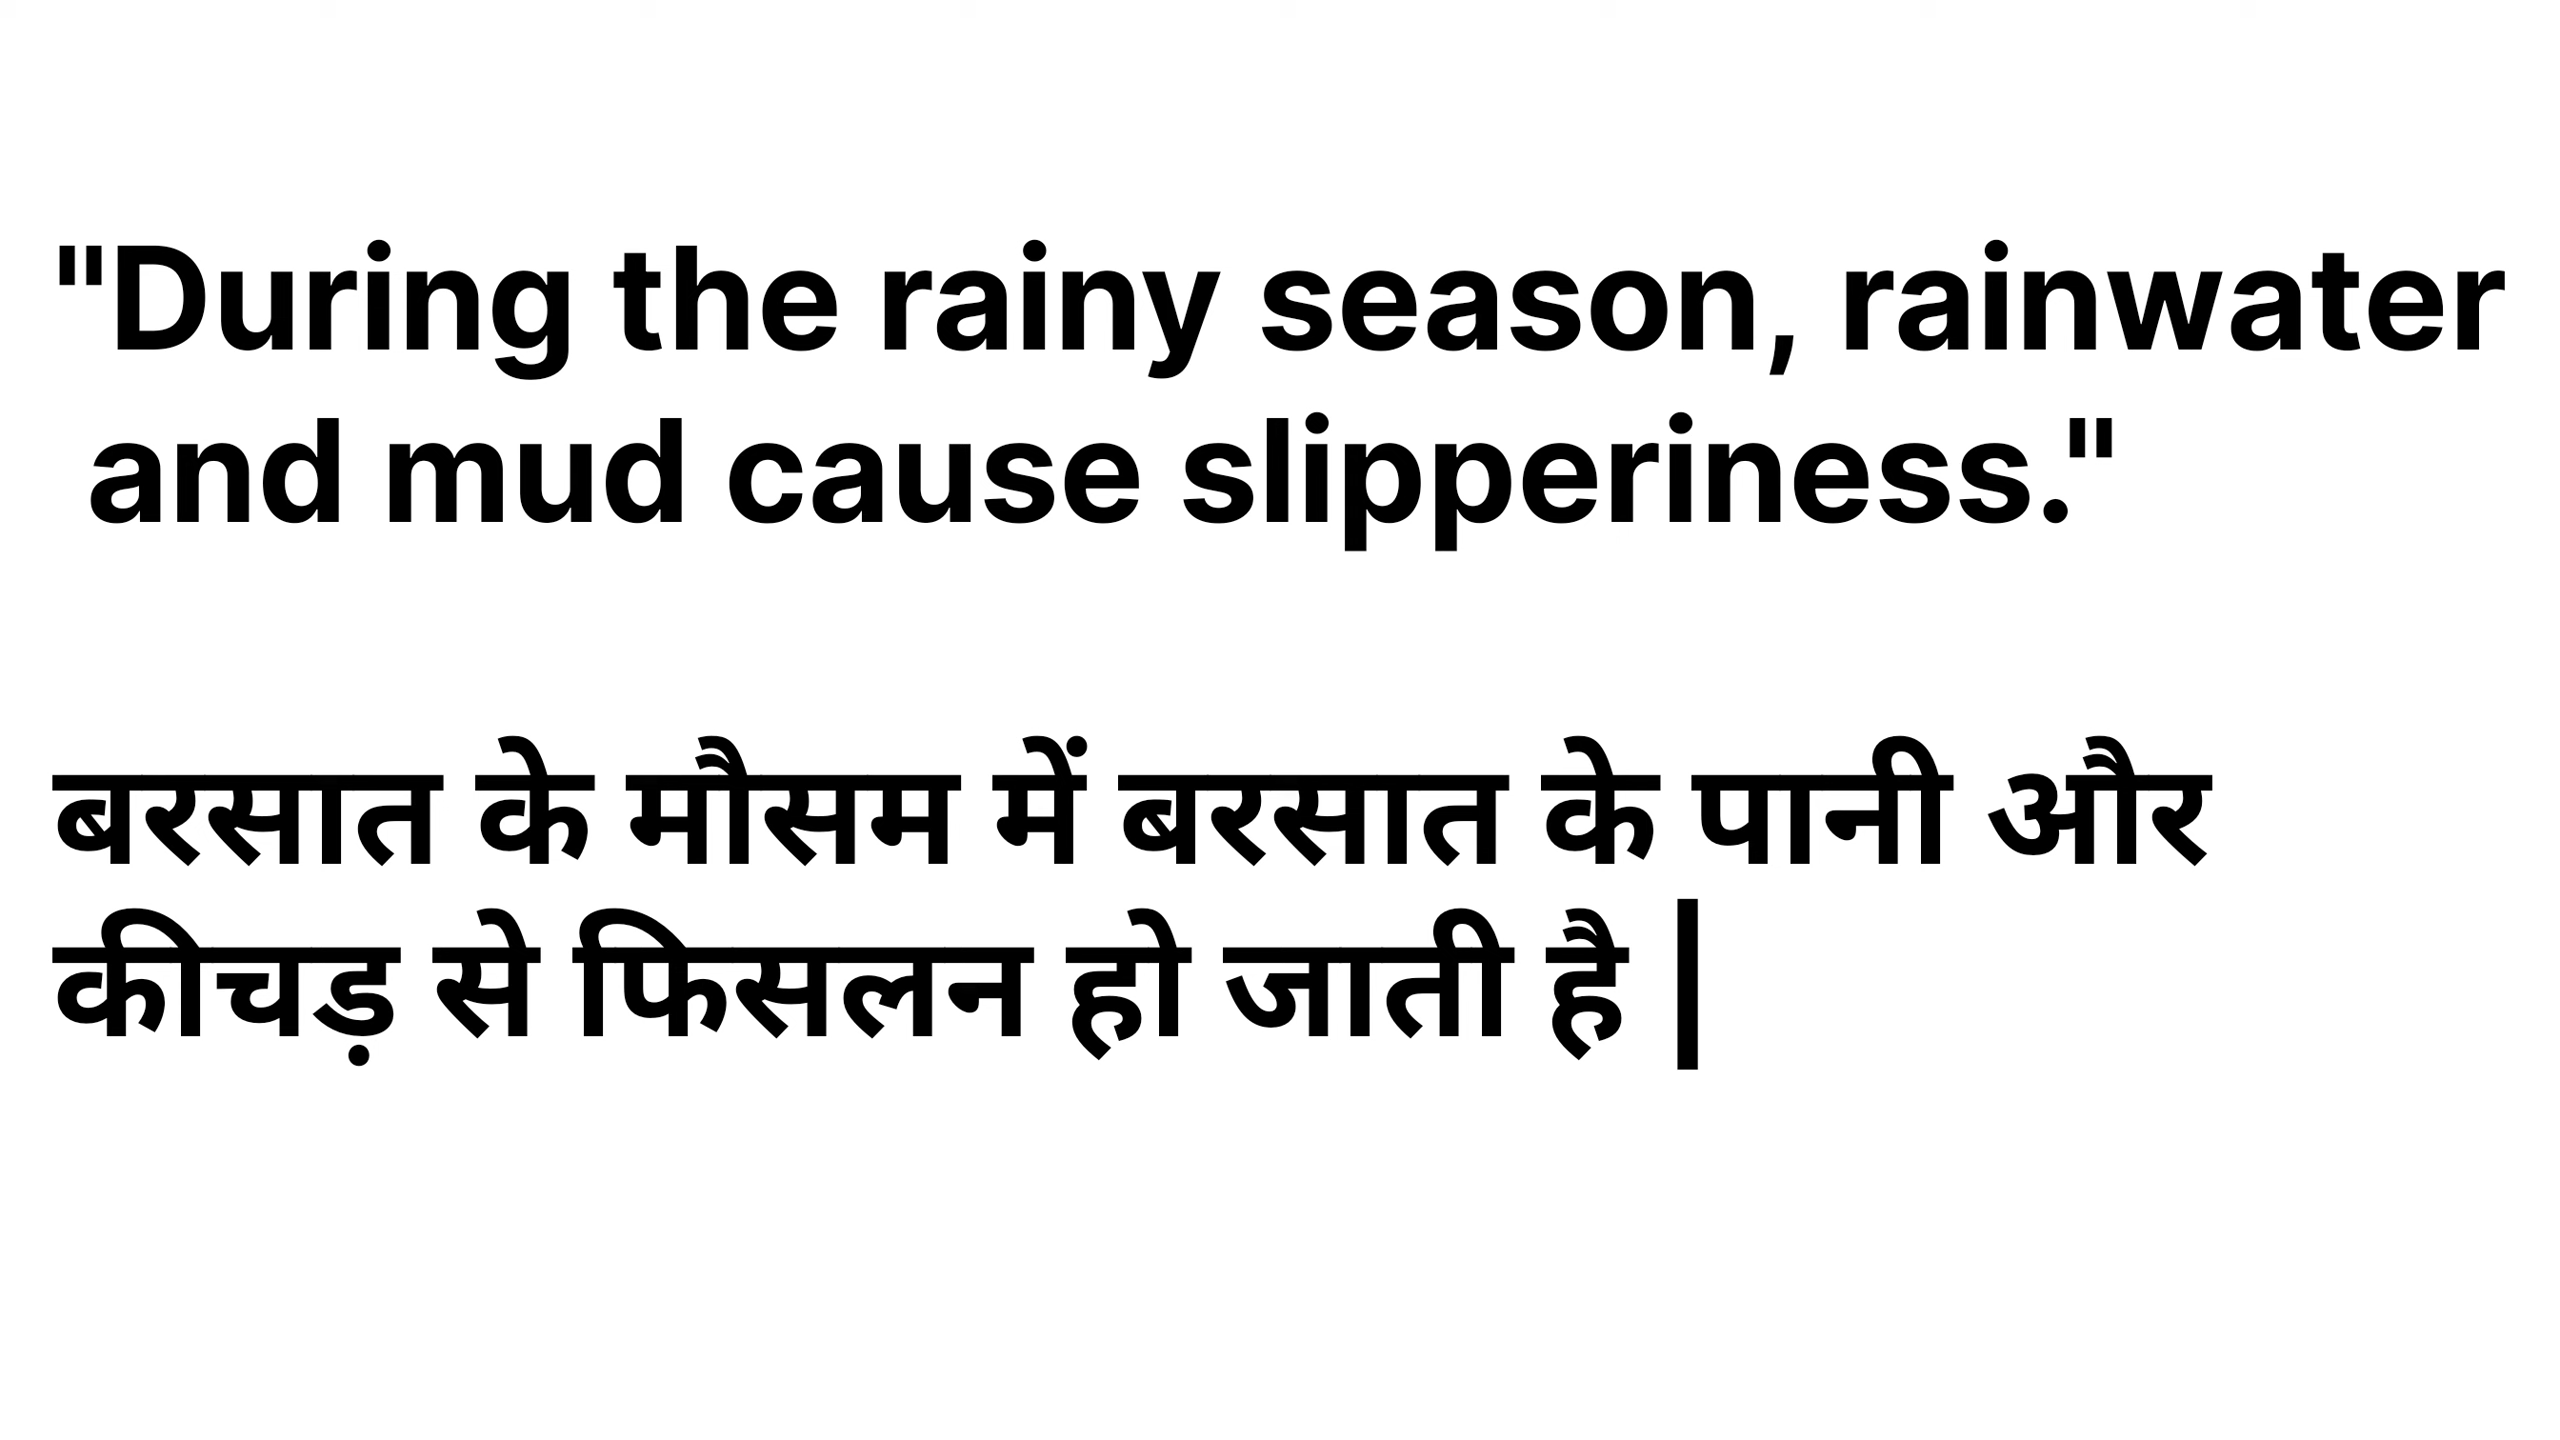 "During the rainy season, rainwater
and mud cause slipperiness."
बरसात के मौसम में बरसात के पानी और
कीचड़ से फिसलन हो जाती है |